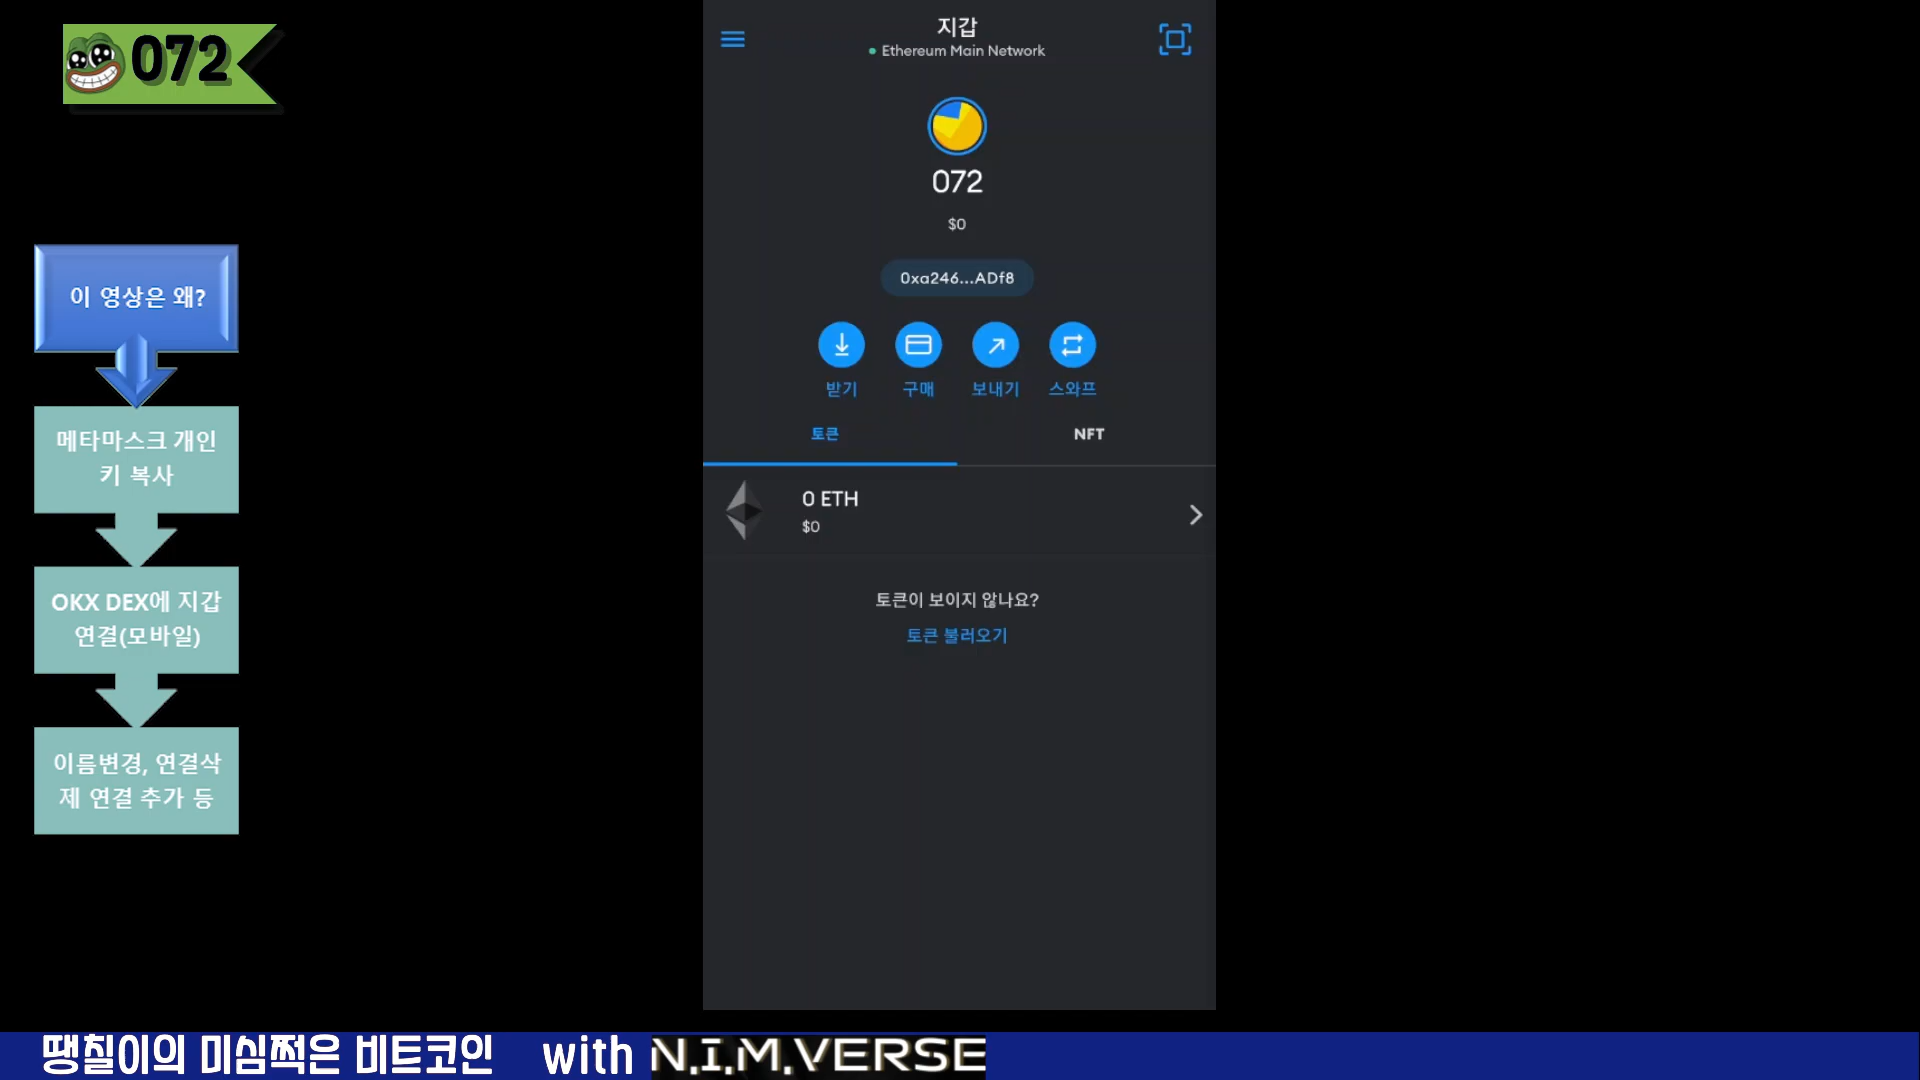 072
이 영상은 왜?
메타마스크 개인
키 복사
OKX DEX에 지갑
연결(모바일)
이름변경, 연결삭
제 연결 추가 등
지갑
Ethereum Main Network
072
$0
0xa246...ADf8
받기 구매 보내기 스와프
토큰 NFT
0 ETH
$0
토큰이 보이지 않나요?
토큰 불러오기
땡칠이의 미심쩍은 비트코인 with N.I.M.VERSE